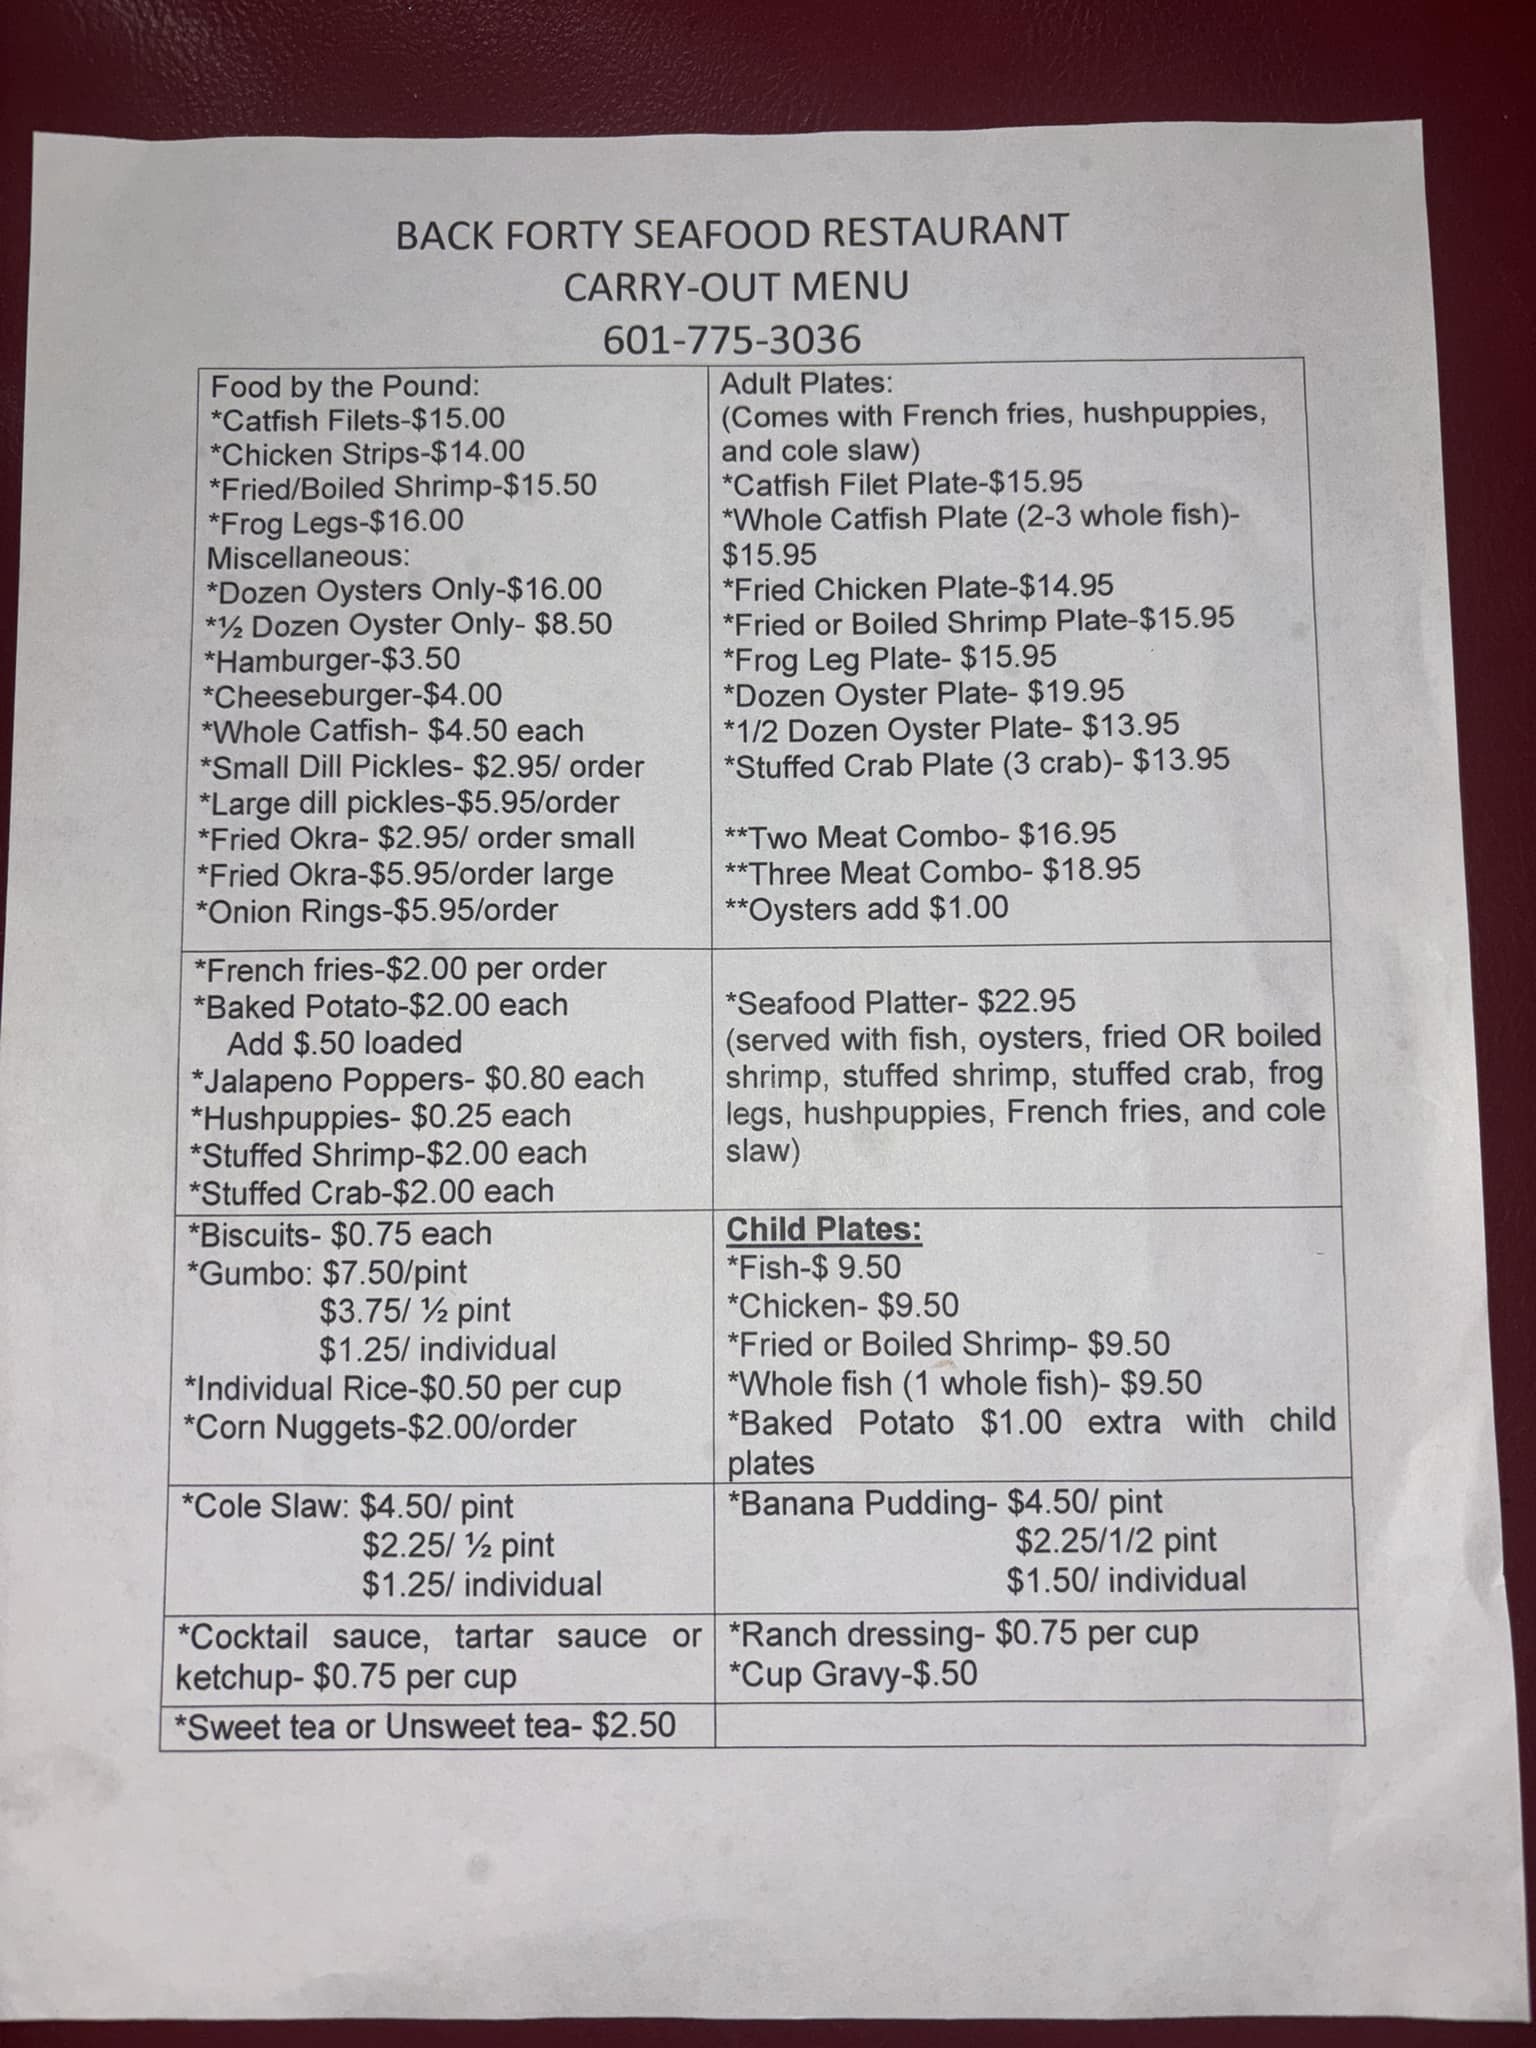 BACK FORTY SEAFOOD RESTAURANT
CARRY-OUT MENU
601-775-3036
Food by the Pound:
*Catfish Filets-$15.00
*Chicken Strips-$14.00
*Fried/Boiled Shrimp-$15.50
*Frog Legs-$16.00
Miscellaneous:
*Dozen Oysters Only-$16.00
*½ Dozen Oyster Only- $8.50
*Hamburger-$3.50
*Cheeseburger-$4.00
*Whole Catfish- $4.50 each
*Small Dill Pickles- $2.95/ order
*Large dill pickles-$5.95/order
*Fried Okra- $2.95/ order small
*Fried Okra-$5.95/order large
*Onion Rings-$5.95/order
Adult Plates:
(Comes with French fries, hushpuppies,
and cole slaw)
*Catfish Filet Plate-$15.95
*Whole Catfish Plate (2-3 whole fish)-
$15.95
*Fried Chicken Plate-$14.95
*Fried or Boiled Shrimp Plate-$15.95
*Frog Leg Plate- $15.95
*Dozen Oyster Plate- $19.95
*1/2 Dozen Oyster Plate- $13.95
*Stuffed Crab Plate (3 crab)- $13.95
**Two Meat Combo- $16.95
**Three Meat Combo- $18.95
**Oysters add $1.00
*French fries-$2.00 per order
*Baked Potato-$2.00 each
Add $.50 loaded
*Jalapeno Poppers- $0.80 each
*Hushpuppies- $0.25 each
*Stuffed Shrimp-$2.00 each
*Stuffed Crab-$2.00 each
*Seafood Platter- $22.95
(served with fish, oysters, fried OR boiled
shrimp, stuffed shrimp, stuffed crab, frog
legs, hushpuppies, French fries, and cole
slaw)
*Biscuits- $0.75 each
*Gumbo: $7.50/pint
$3.75/ ½ pint
$1.25/ individual
*Individual Rice-$0.50 per cup
*Corn Nuggets-$2.00/order
Child Plates:
*Fish-$ 9.50
*Chicken- $9.50
*Fried or Boiled Shrimp- $9.50
*Whole fish (1 whole fish)- $9.50
*Baked Potato $1.00 extra with child
plates
*Cole Slaw: $4.50/ pint
$2.25/ ½ pint
$1.25/ individual
*Banana Pudding- $4.50/ pint
$2.25/1/2 pint
$1.50/ individual
*Cocktail sauce, tartar sauce or
ketchup- $0.75 per cup
*Ranch dressing- $0.75 per cup
*Cup Gravy-$.50
*Sweet tea or Unsweet tea- $2.50